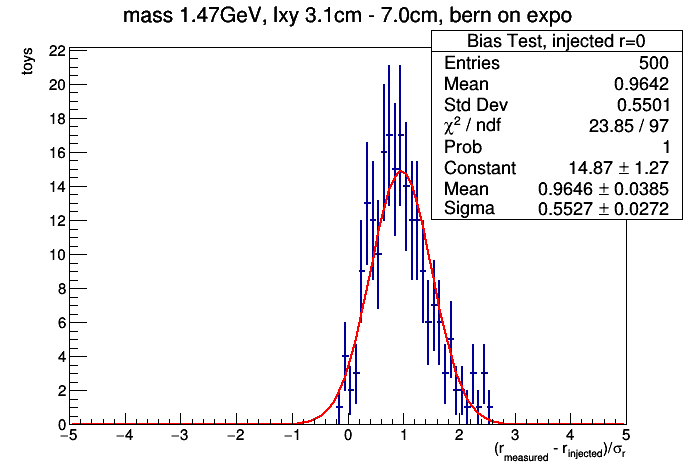 mass 1.47GeV, lxy 3.1cm - 7.0cm, bern on expo
Bias Test, injected r=0
Entries 500
Mean 0.9642
Std Dev 0.5501
χ² / ndf 23.85 / 97
Prob 1
Constant 14.87 ± 1.27
Mean 0.9646 ± 0.0385
Sigma 0.5527 ± 0.0272
toys
22
20
18
16
14
12
10
8
6
4
2
0
−5 −4 −3 −2 −1 0 1 2 3 4 5
(r_measured - r_injected)/σ_r